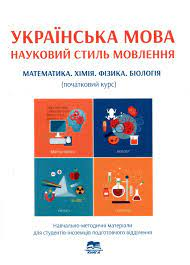 УКРАЇНСЬКА МОВА
НАУКОВИЙ СТИЛЬ МОВЛЕННЯ
МАТЕМАТИКА. ХІМІЯ. ФІЗИКА. БІОЛОГІЯ
(початковий курс)
Навчально-методичні матеріали
для студентів-іноземців підготовчого відділення